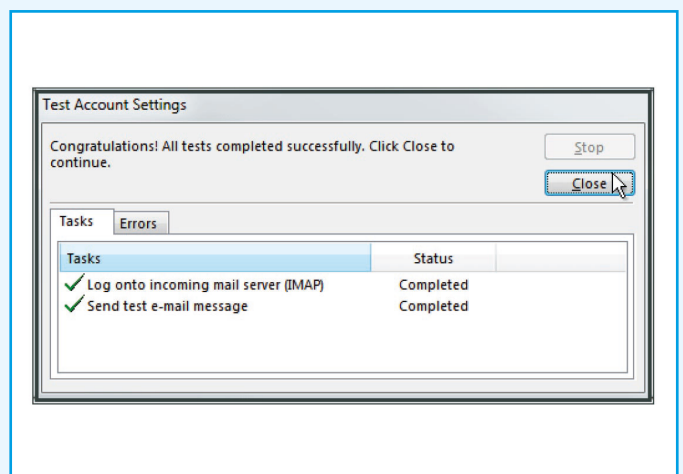 Test Account Settings
Congratulations! All tests completed successfully. Click Close to
continue.
Stop
Close
Tasks Errors
Tasks Status
Log onto incoming mail server (IMAP) Completed
Send test e-mail message Completed